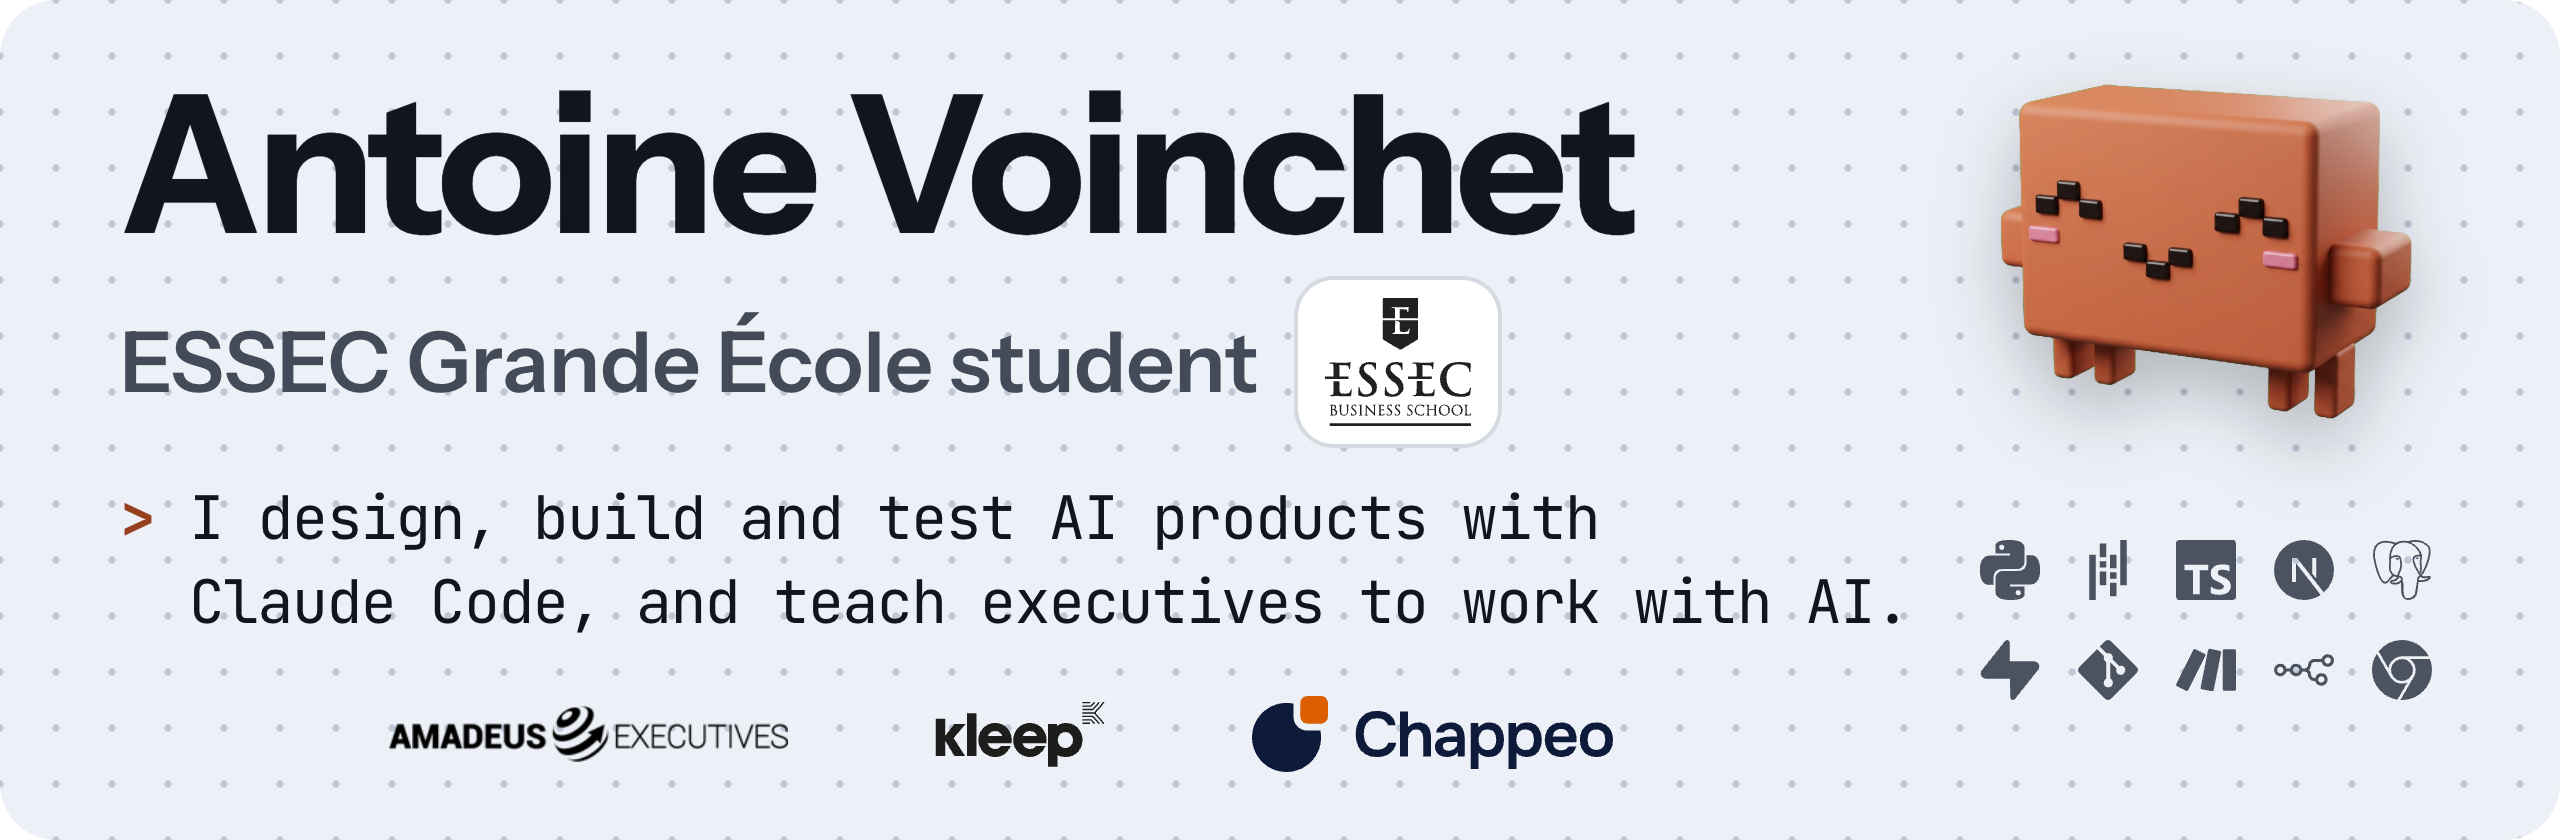 Antoine Voinchet
ESSEC Grande École student
E
ESSEC
BUSINESS SCHOOL
> I design, build and test AI products with
Claude Code, and teach executives to work with AI.
TS
N
AMADEUS EXECUTIVES
kleep
Chappeo